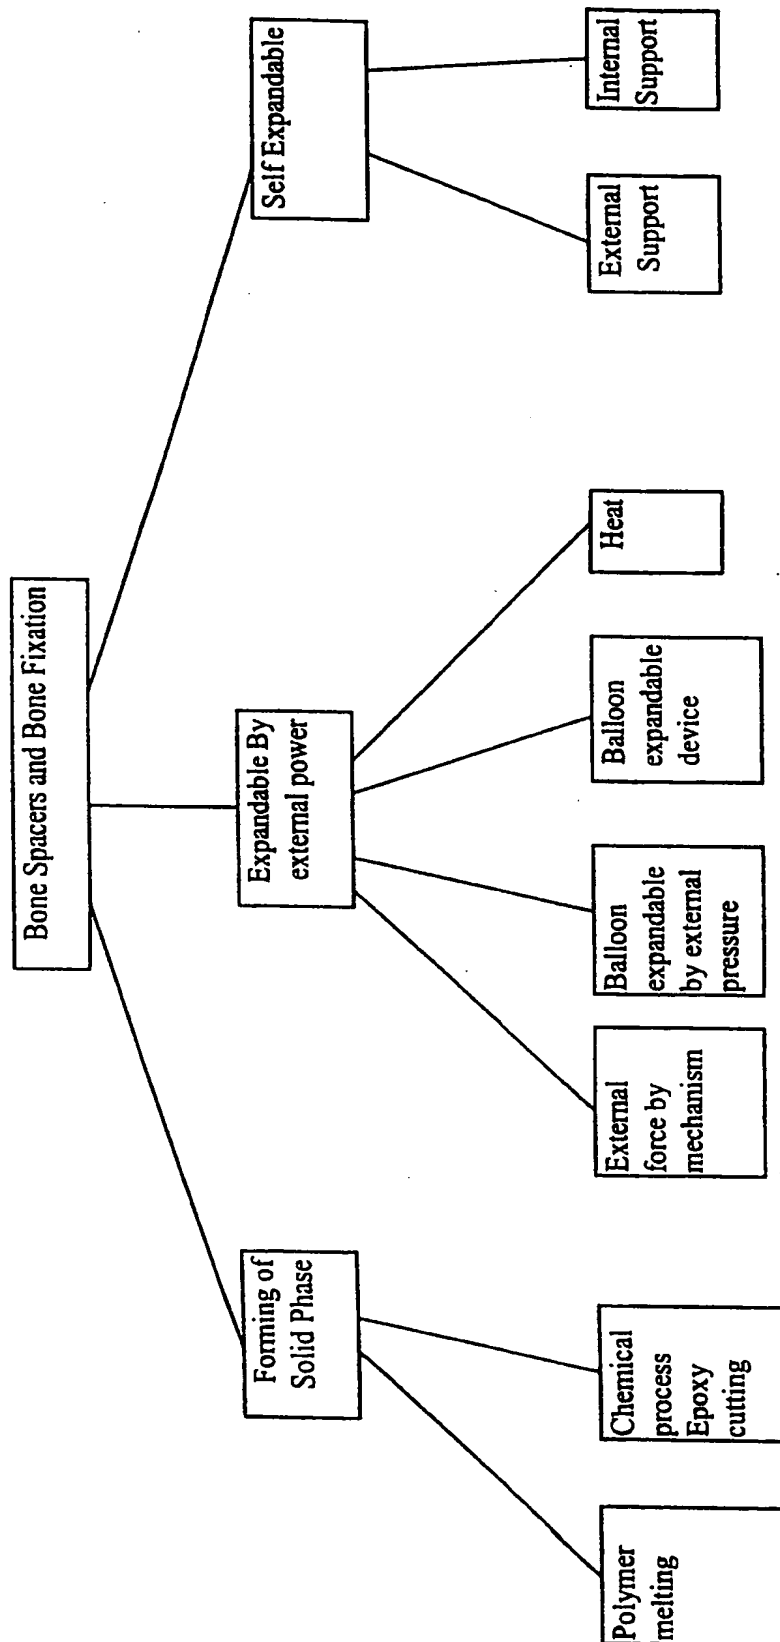 Bone Spacers and Bone Fixation
Forming of
Solid Phase
Expandable By
external power
Self Expandable
Polymer
melting
Chemical
process
Epoxy
cutting
External
force by
mechanism
Balloon
expandable
by external
pressure
Balloon
expandable
device
Heat
External
Support
Internal
Support